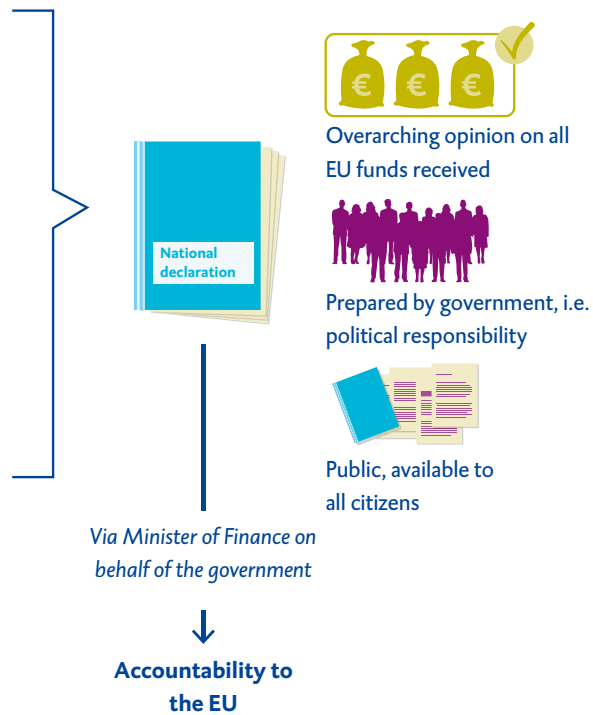 € € €
Overarching opinion on all
EU funds received
National
declaration
Prepared by government, i.e.
political responsibility
Public, available to
all citizens
Via Minister of Finance on
behalf of the government
Accountability to
the EU